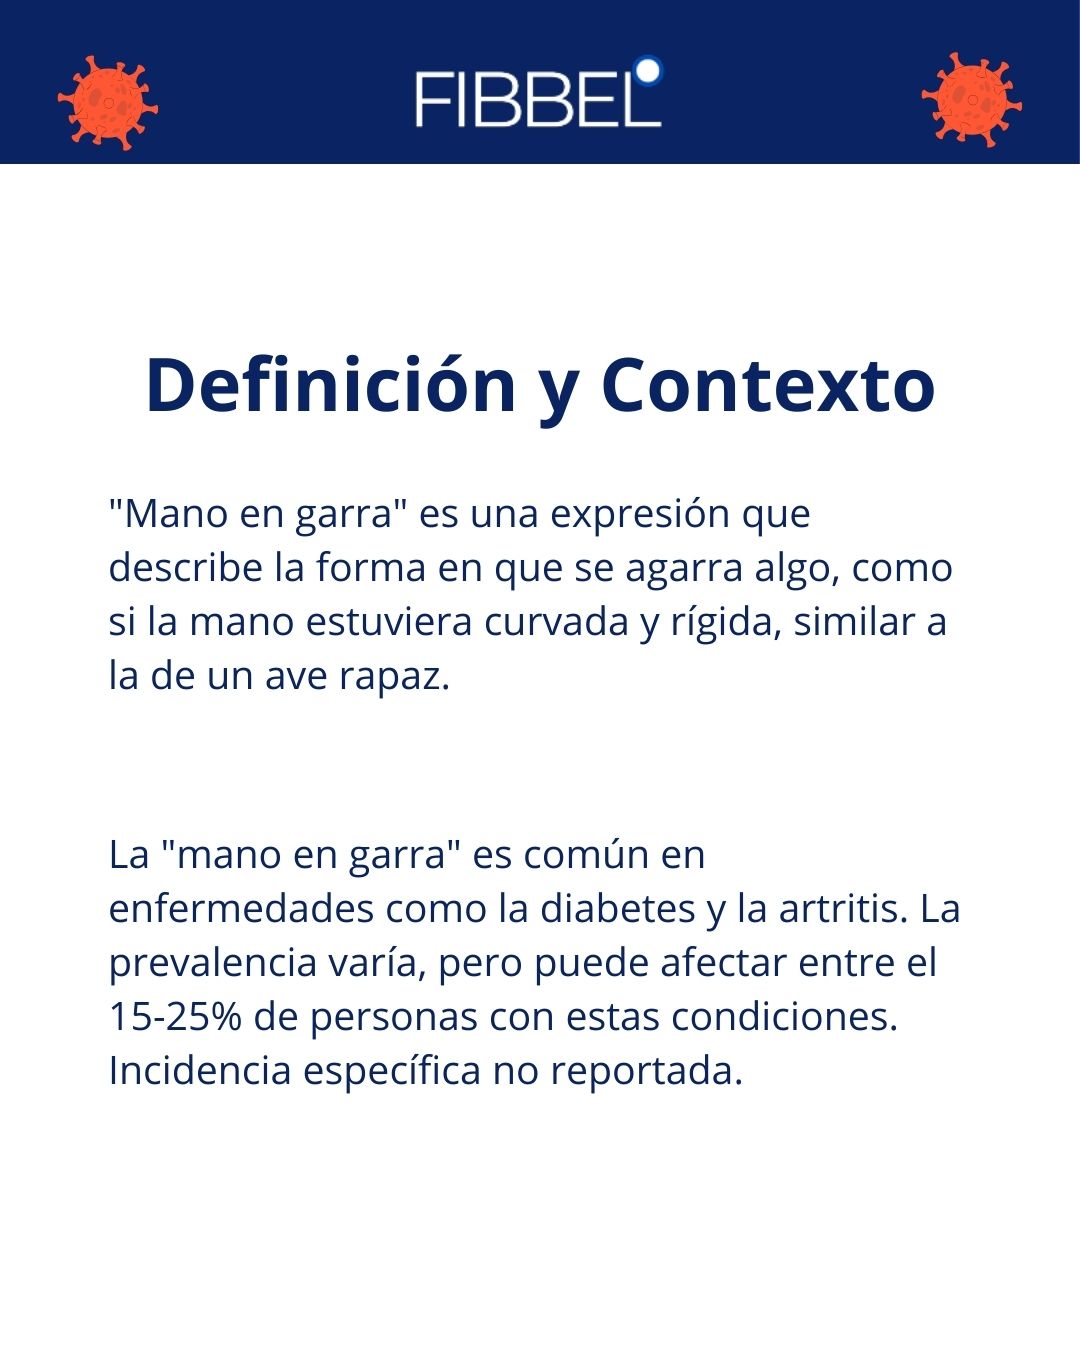 FIBBEL
Definición y Contexto
"Mano en garra" es una expresión que
describe la forma en que se agarra algo, como
si la mano estuviera curvada y rígida, similar a
la de un ave rapaz.
La "mano en garra" es común en
enfermedades como la diabetes y la artritis. La
prevalencia varía, pero puede afectar entre el
15-25% de personas con estas condiciones.
Incidencia específica no reportada.